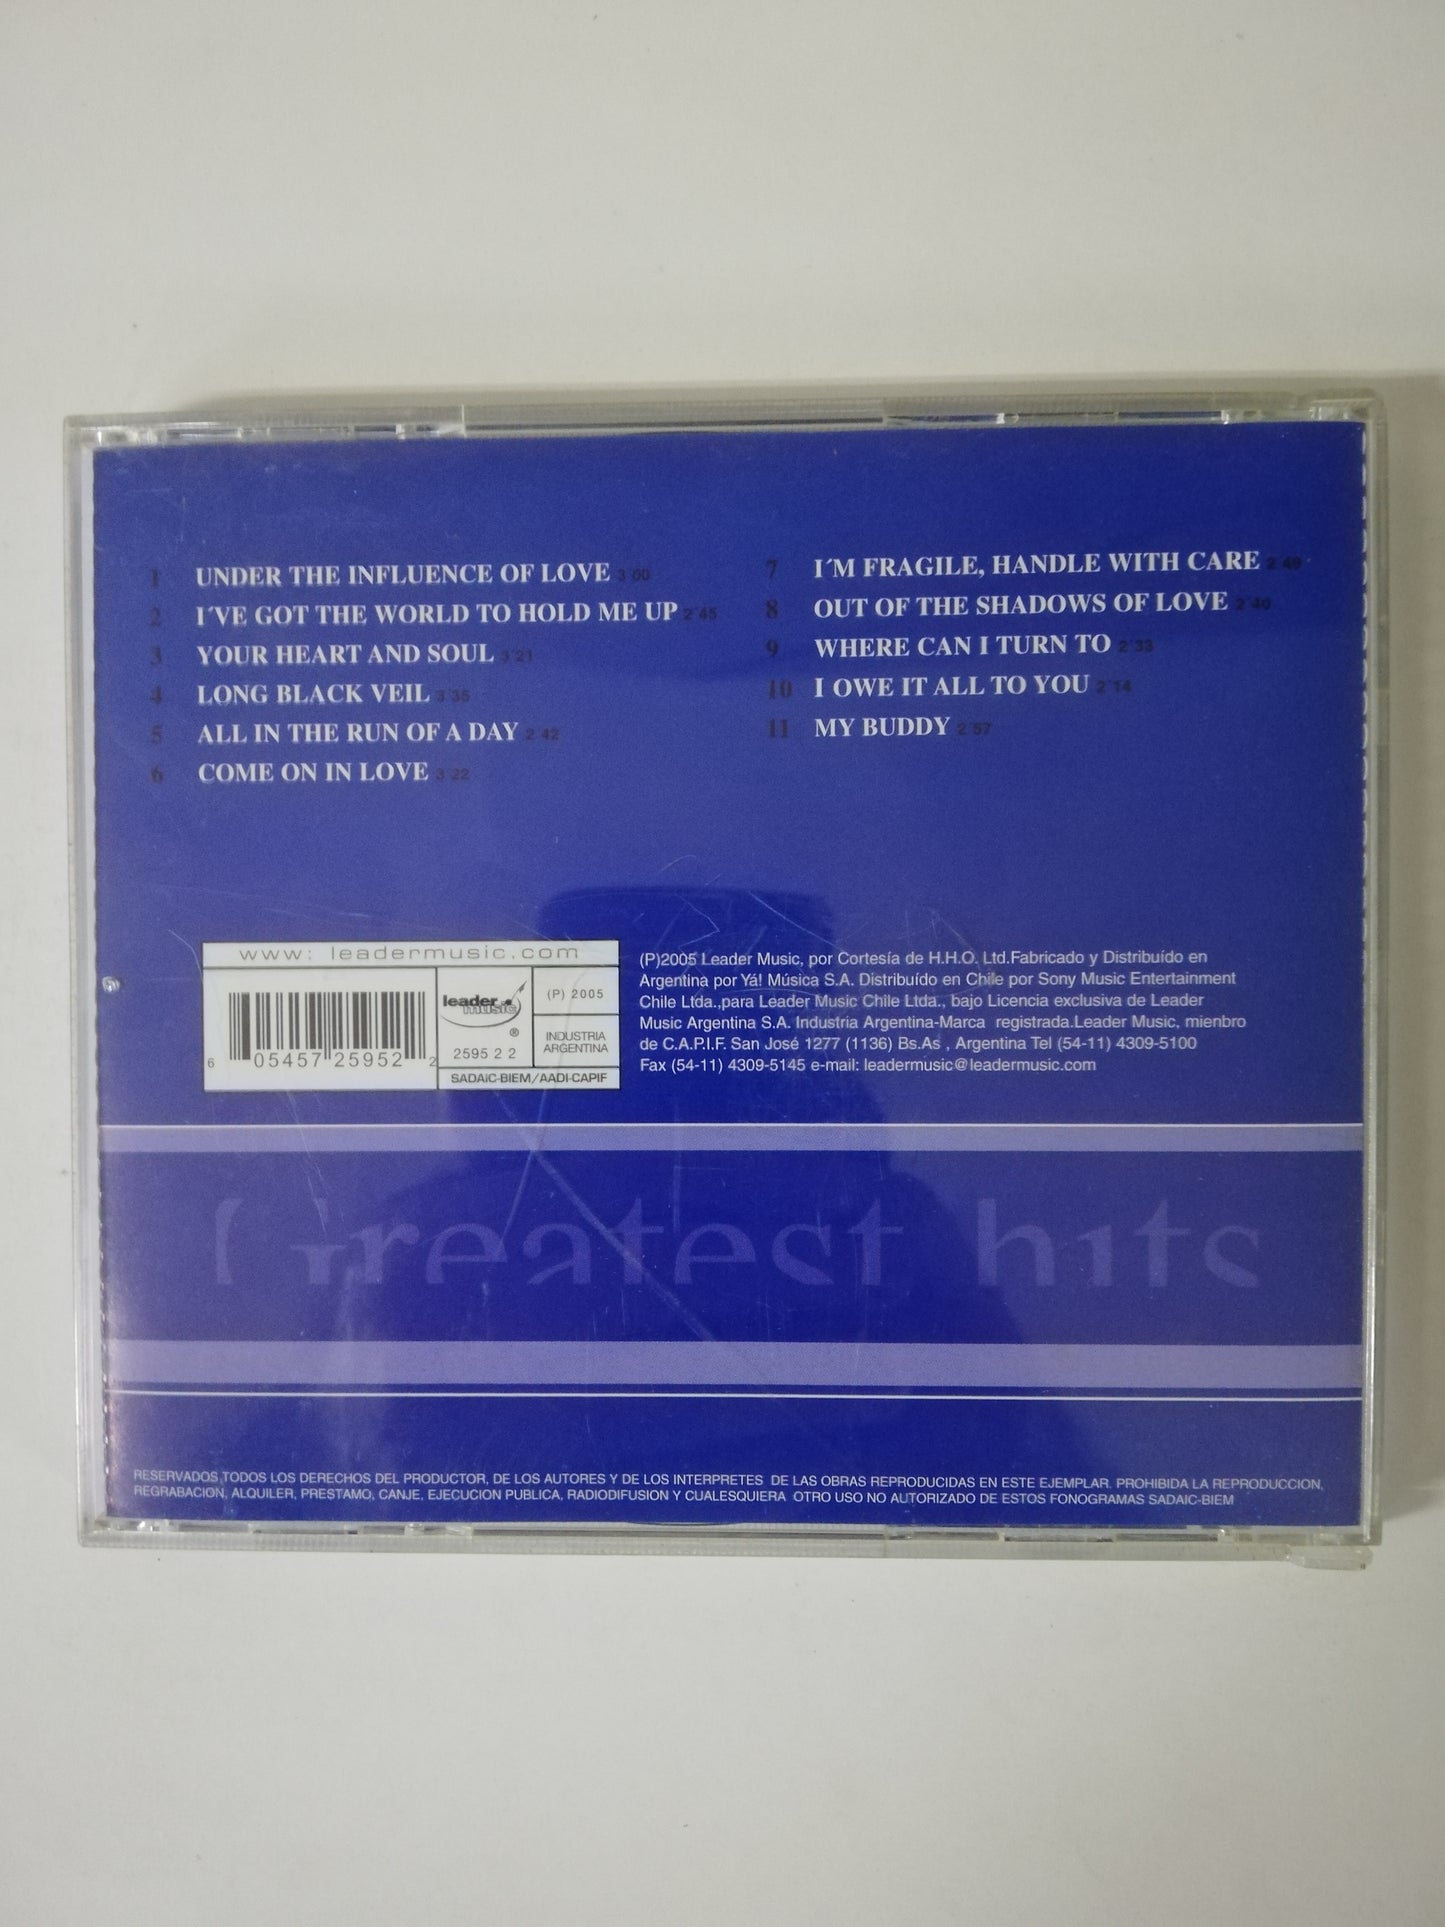 1 UNDER THE INFLUENCE OF LOVE 3´00
2 I´VE GOT THE WORLD TO HOLD ME UP 2´45
3 YOUR HEART AND SOUL 3´21
4 LONG BLACK VEIL 3´35
5 ALL IN THE RUN OF A DAY 2´42
6 COME ON IN LOVE 3´22
7 I´M FRAGILE, HANDLE WITH CARE
8 OUT OF THE SHADOWS OF LOVE 2´40
9 WHERE CAN I TURN TO 2´33
10 I OWE IT ALL TO YOU 2´14
11 MY BUDDY 2´57
www: leadermusic.com
leader
music
®
2595 2 2
(P) 2005
INDUSTRIA
ARGENTINA
6 05457 25952 2
SADAIC-BIEM/AADI-CAPIF
(P)2005 Leader Music, por Cortesía de H.H.O. Ltd.Fabricado y Distribuído en
Argentina por Yá! Música S.A. Distribuído en Chile por Sony Music Entertainment
Chile Ltda.,para Leader Music Chile Ltda., bajo Licencia exclusiva de Leader
Music Argentina S.A. Industria Argentina-Marca registrada.Leader Music, mienbro
de C.A.P.I.F. San José 1277 (1136) Bs.As , Argentina Tel (54-11) 4309-5100
Fax (54-11) 4309-5145 e-mail: leadermusic@leadermusic.com
Greatest hits
RESERVADOS TODOS LOS DERECHOS DEL PRODUCTOR, DE LOS AUTORES Y DE LOS INTERPRETES DE LAS OBRAS REPRODUCIDAS EN ESTE EJEMPLAR. PROHIBIDA LA REPRODUCCION,
REGRABACION, ALQUILER, PRESTAMO, CANJE, EJECUCION PUBLICA, RADIODIFUSION Y CUALESQUIERA OTRO USO NO AUTORIZADO DE ESTOS FONOGRAMAS SADAIC-BIEM